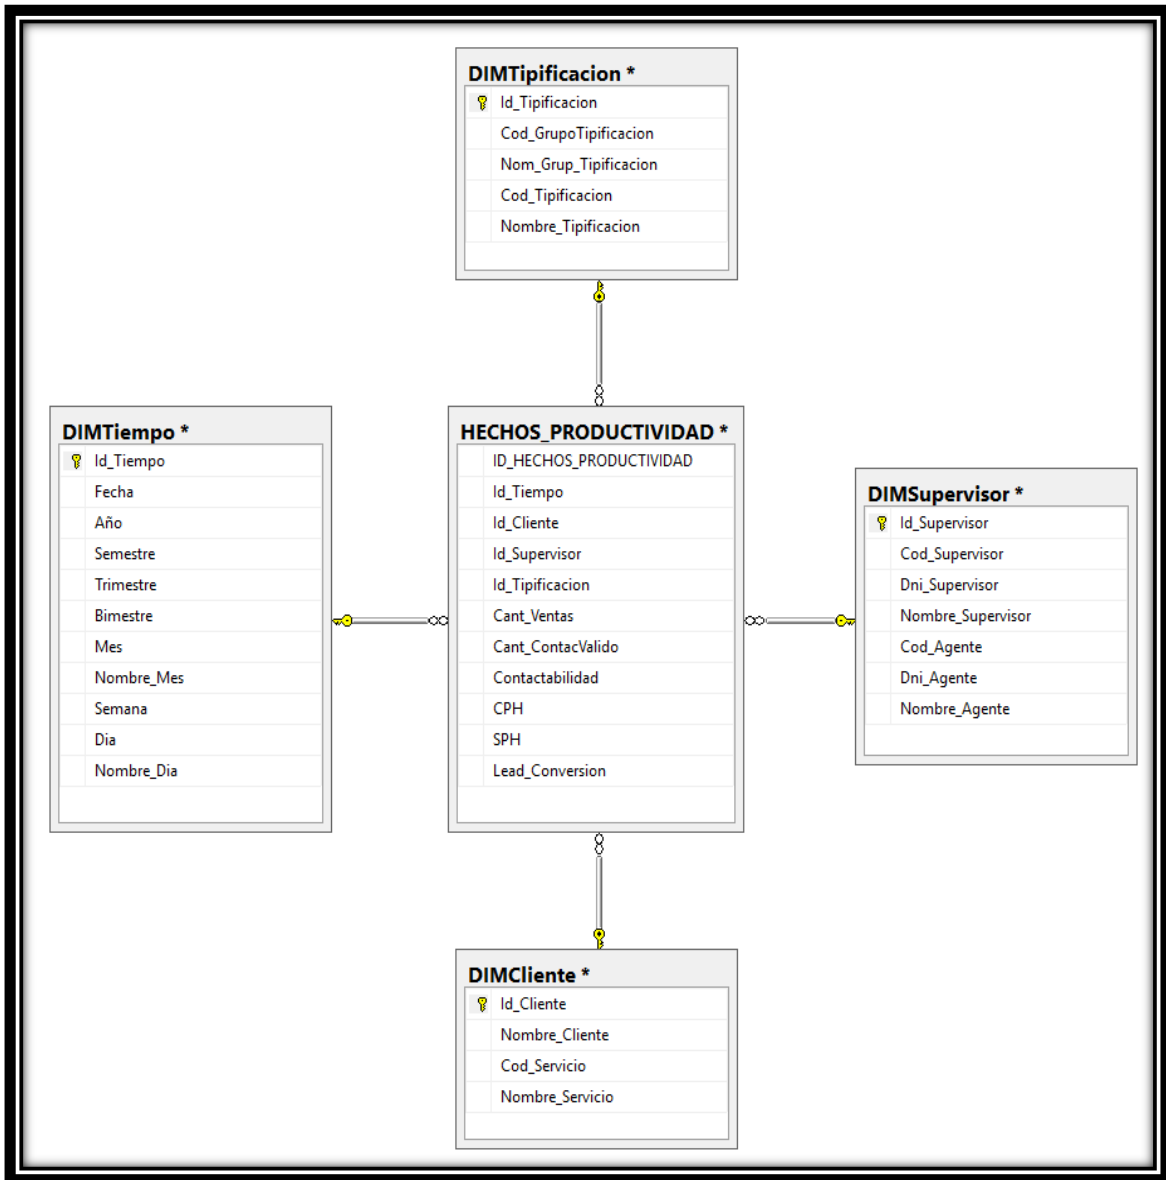 DIMTipificacion *
Id_Tipificacion
Cod_GrupoTipificacion
Nom_Grup_Tipificacion
Cod_Tipificacion
Nombre_Tipificacion
DIMTiempo *
Id_Tiempo
Fecha
Año
Semestre
Trimestre
Bimestre
Mes
Nombre_Mes
Semana
Dia
Nombre_Dia
HECHOS_PRODUCTIVIDAD *
ID_HECHOS_PRODUCTIVIDAD
Id_Tiempo
Id_Cliente
Id_Supervisor
Id_Tipificacion
Cant_Ventas
Cant_ContacValido
Contactabilidad
CPH
SPH
Lead_Conversion
DIMSupervisor *
Id_Supervisor
Cod_Supervisor
Dni_Supervisor
Nombre_Supervisor
Cod_Agente
Dni_Agente
Nombre_Agente
DIMCliente *
Id_Cliente
Nombre_Cliente
Cod_Servicio
Nombre_Servicio